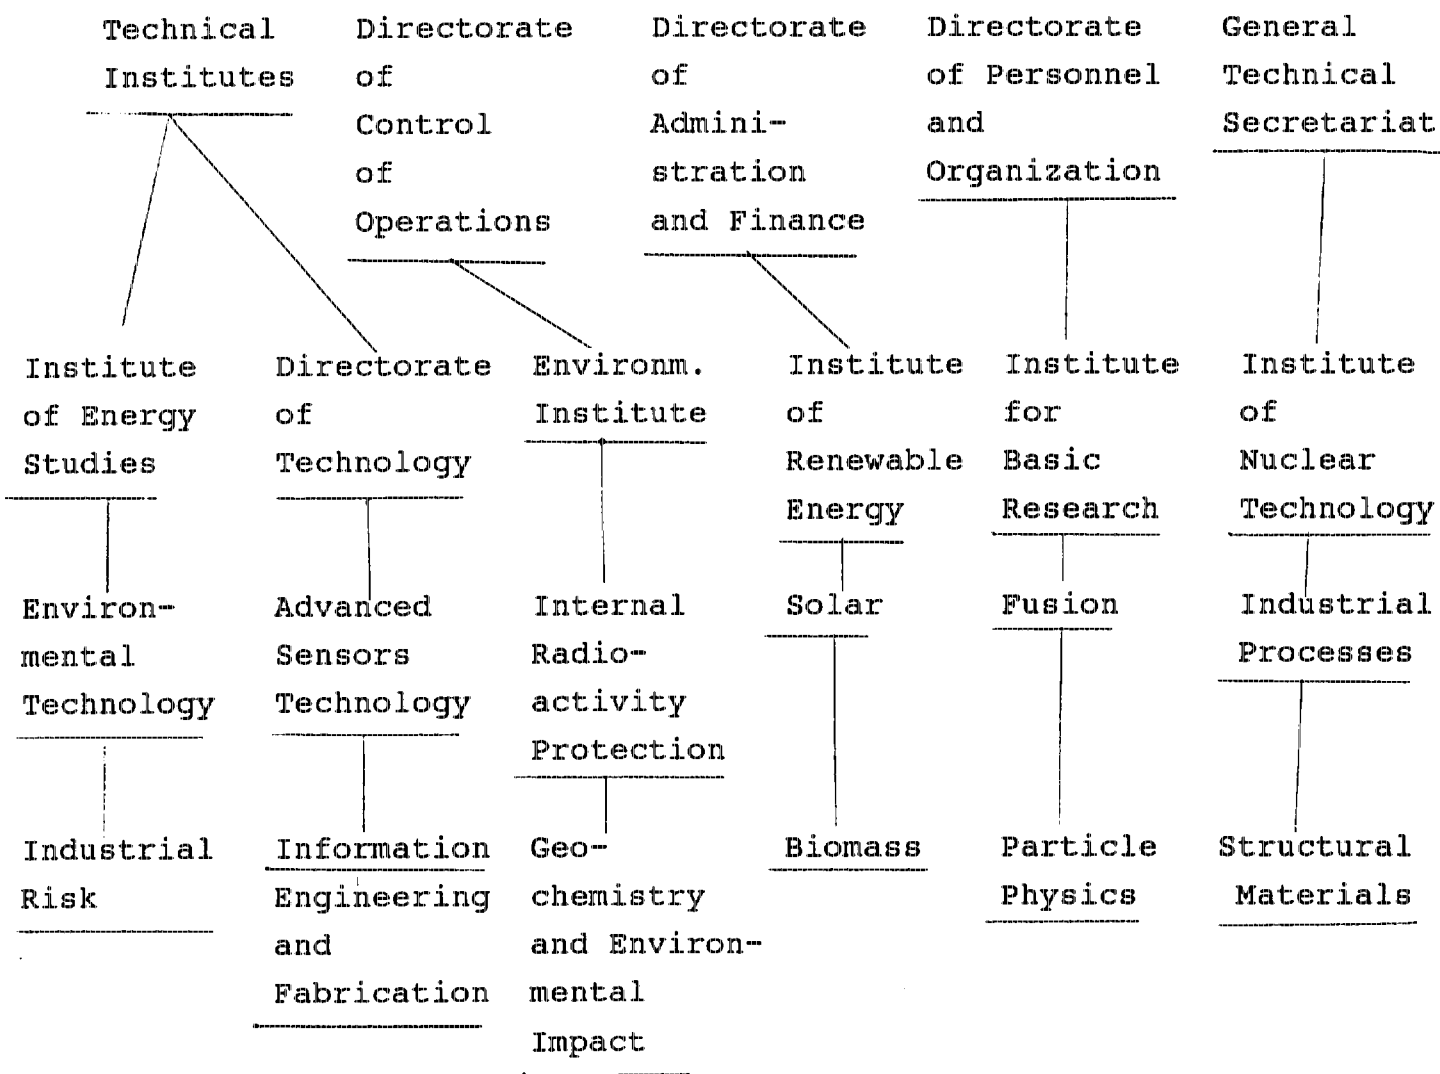 Technical
Institutes
Directorate
of
Control
of
Operations
Directorate
of
Admini-
stration
and Finance
Directorate
of Personnel
and
Organization
General
Technical
Secretariat
Institute
of Energy
Studies
Directorate
of
Technology
Environm.
Institute
Institute
of
Renewable
Energy
Institute
for
Basic
Research
Institute
of
Nuclear
Technology
Environ-
mental
Technology
Advanced
Sensors
Technology
Internal
Radio-
activity
Protection
Solar
Fusion
Industrial
Processes
Industrial
Risk
Information
Engineering
and
Fabrication
Geo-
chemistry
and Environ-
mental
Impact
Biomass
Particle
Physics
Structural
Materials